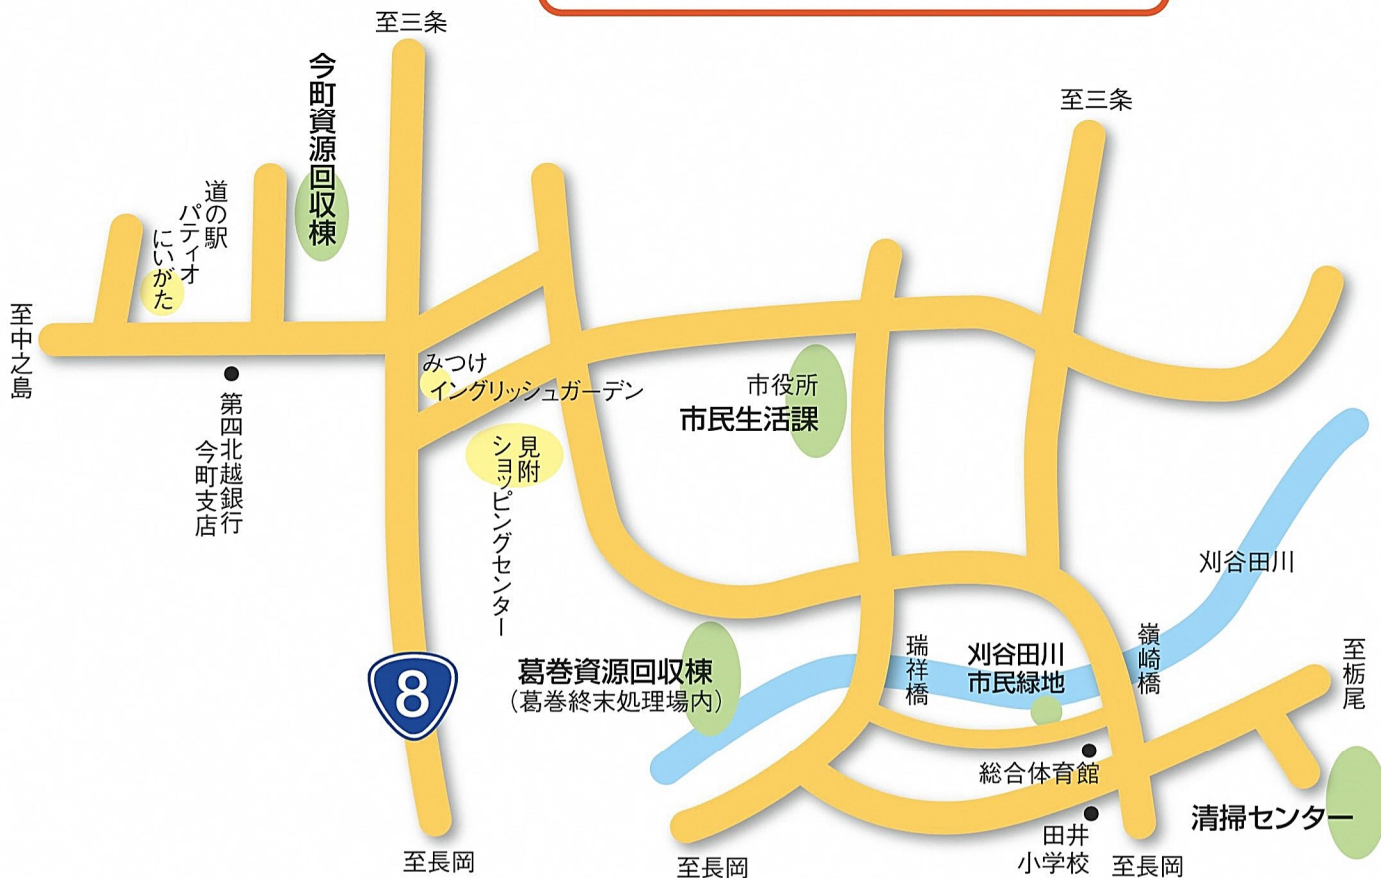 至三条
今町資源回収棟
至三条
道の駅
パティオ
にいがた
至中之島
みつけ
イングリッシュガーデン
第四北越銀行
今町支店
市役所
市民生活課
見附
ショッピングセンター
刈谷田川
8
葛巻資源回収棟
(葛巻終末処理場内)
瑞祥橋
刈谷田川
市民緑地
嶺崎橋
至栃尾
総合体育館
清掃センター
田井
小学校
至長岡
至長岡
至長岡